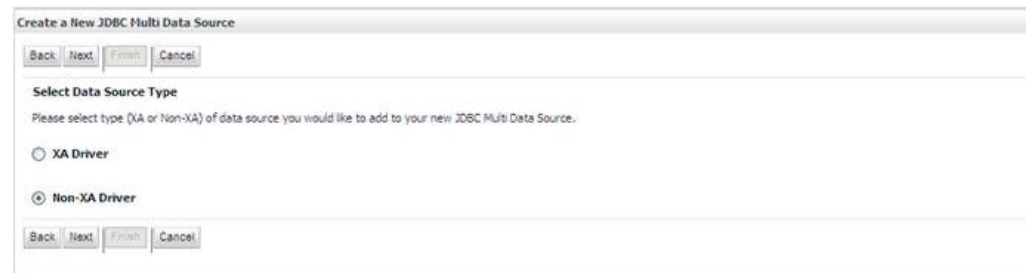 Create a New JDBC Multi Data Source
Back Next Finish Cancel
Select Data Source Type
Please select type (XA or Non-XA) of data source you would like to add to your new JDBC Multi Data Source.
XA Driver
Non-XA Driver
Back Next Finish Cancel